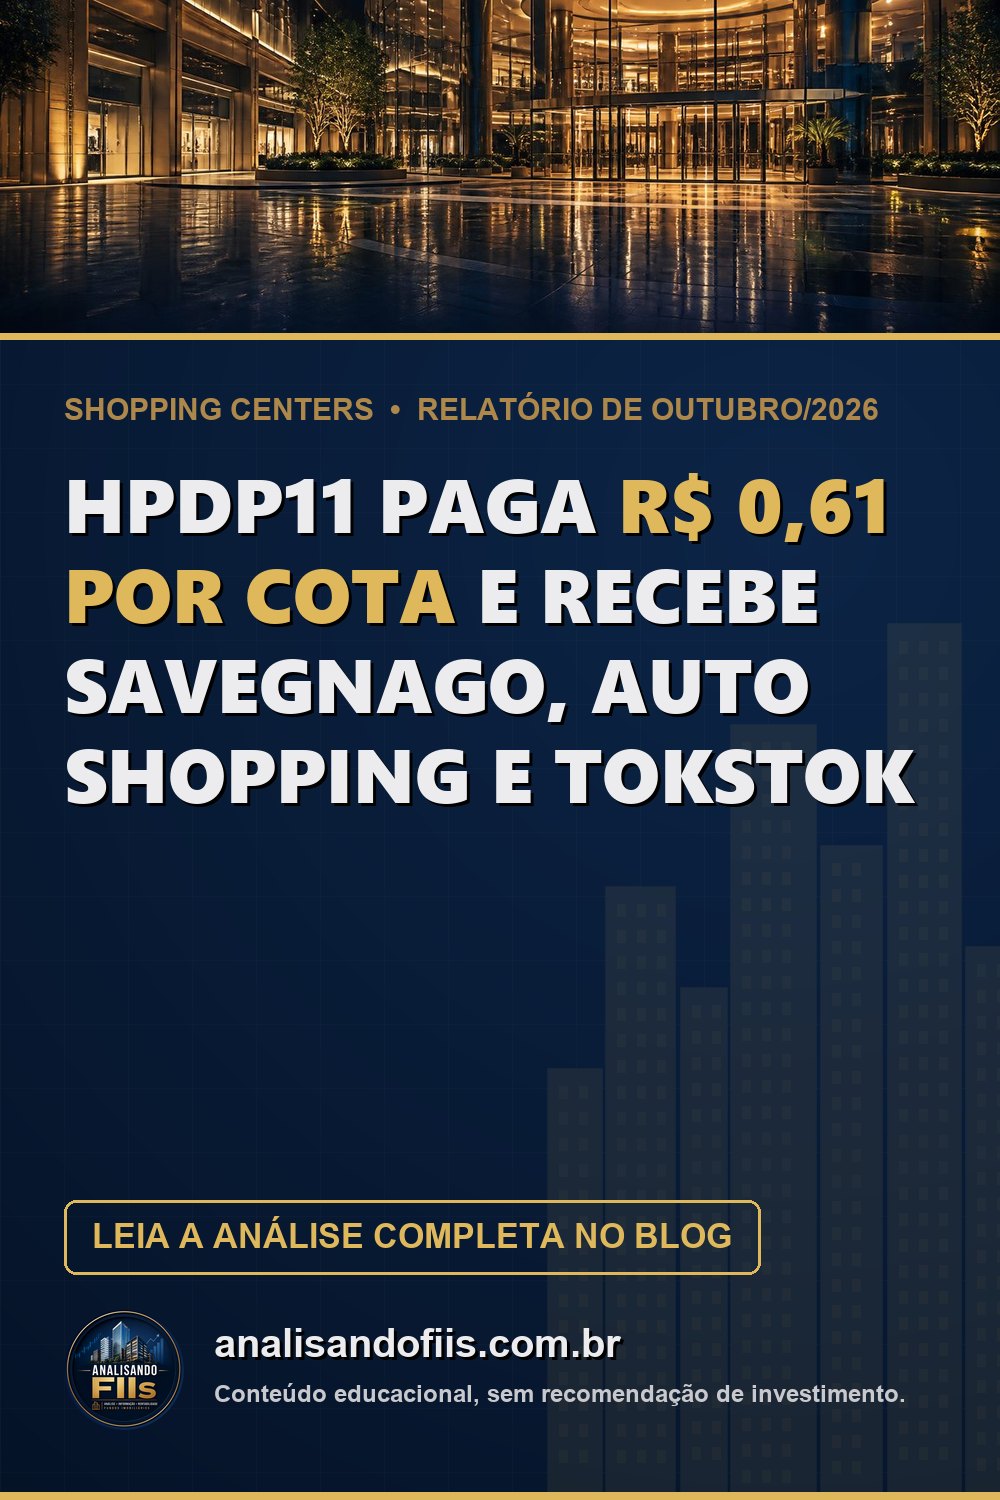 SHOPPING CENTERS • RELATÓRIO DE OUTUBRO/2026
HPDP11 PAGA R$ 0,61
POR COTA E RECEBE
SAVEGNAGO, AUTO
SHOPPING E TOKSTOK
LEIA A ANÁLISE COMPLETA NO BLOG
ANALISANDO
FIIs
analisandofiis.com.br
Conteúdo educacional, sem recomendação de investimento.